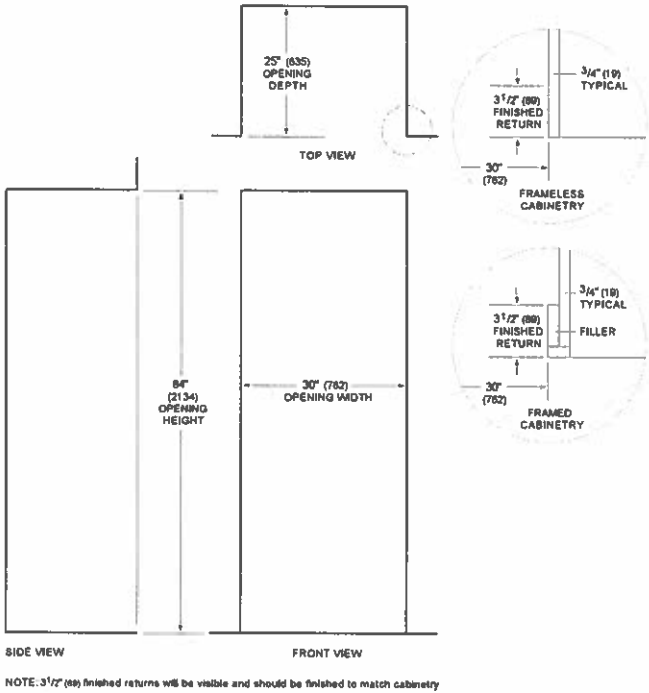 25" (635)
OPENING
DEPTH
TOP VIEW
3 1/2" (89)
FINISHED
RETURN
3/4" (19)
TYPICAL
30"
(762)
FRAMELESS
CABINETRY
3 1/2" (89)
FINISHED
RETURN
3/4" (19)
TYPICAL
FILLER
30"
(762)
FRAMED
CABINETRY
84"
(2134)
OPENING
HEIGHT
30" (762)
OPENING WIDTH
SIDE VIEW
FRONT VIEW
NOTE: 3 1/2" (89) finished returns will be visible and should be finished to match cabinetry